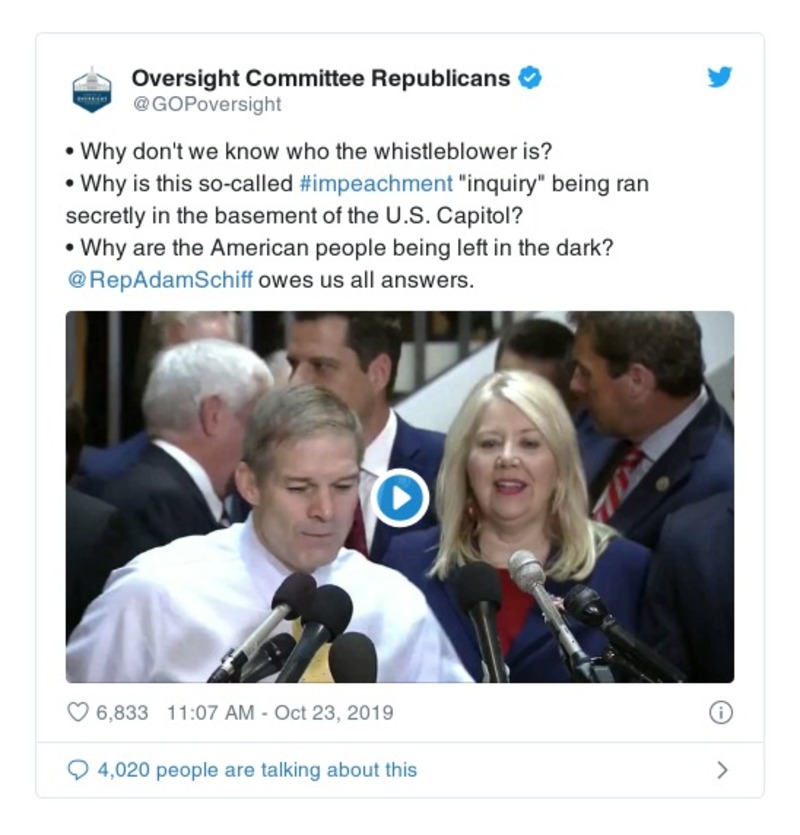 Oversight Committee Republicans
@GOPoversight
• Why don't we know who the whistleblower is?
• Why is this so-called #impeachment "inquiry" being ran
secretly in the basement of the U.S. Capitol?
• Why are the American people being left in the dark?
@RepAdamSchiff owes us all answers.
6,833 11:07 AM - Oct 23, 2019
4,020 people are talking about this